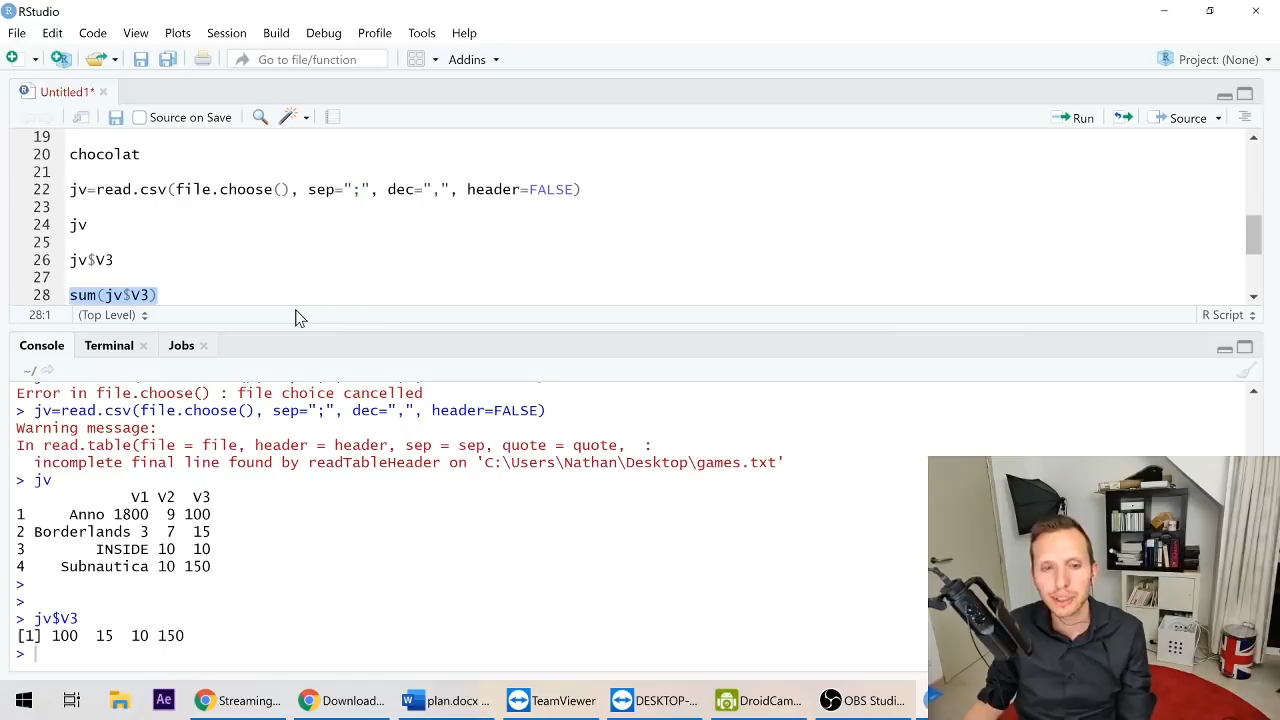 RStudio
File Edit Code View Plots Session Build Debug Profile Tools Help
Go to file/function Addins Project: (None)
Untitled1*
Source on Save Run Source
19
20 chocolat
21
22 jv=read.csv(file.choose(), sep=";", dec=",", header=FALSE)
23
24 jv
25
26 jv$V3
27
28 sum(jv$V3)
28:1 (Top Level) R Script
Console Terminal Jobs
~/
Error in file.choose() : file choice cancelled
> jv=read.csv(file.choose(), sep=";", dec=",", header=FALSE)
Warning message:
In read.table(file = file, header = header, sep = sep, quote = quote, :
incomplete final line found by readTableHeader on 'C:\Users\Nathan\Desktop\games.txt'
> jv
V1 V2 V3
1 Anno 1800 9 100
2 Borderlands 3 7 15
3 INSIDE 10 10
4 Subnautica 10 150
>
>
> jv$V3
[1] 100 15 10 150
>
Ae Streaming... Download... plan.docx ... TeamViewer DESKTOP-... DroidCam... OBS Studi...